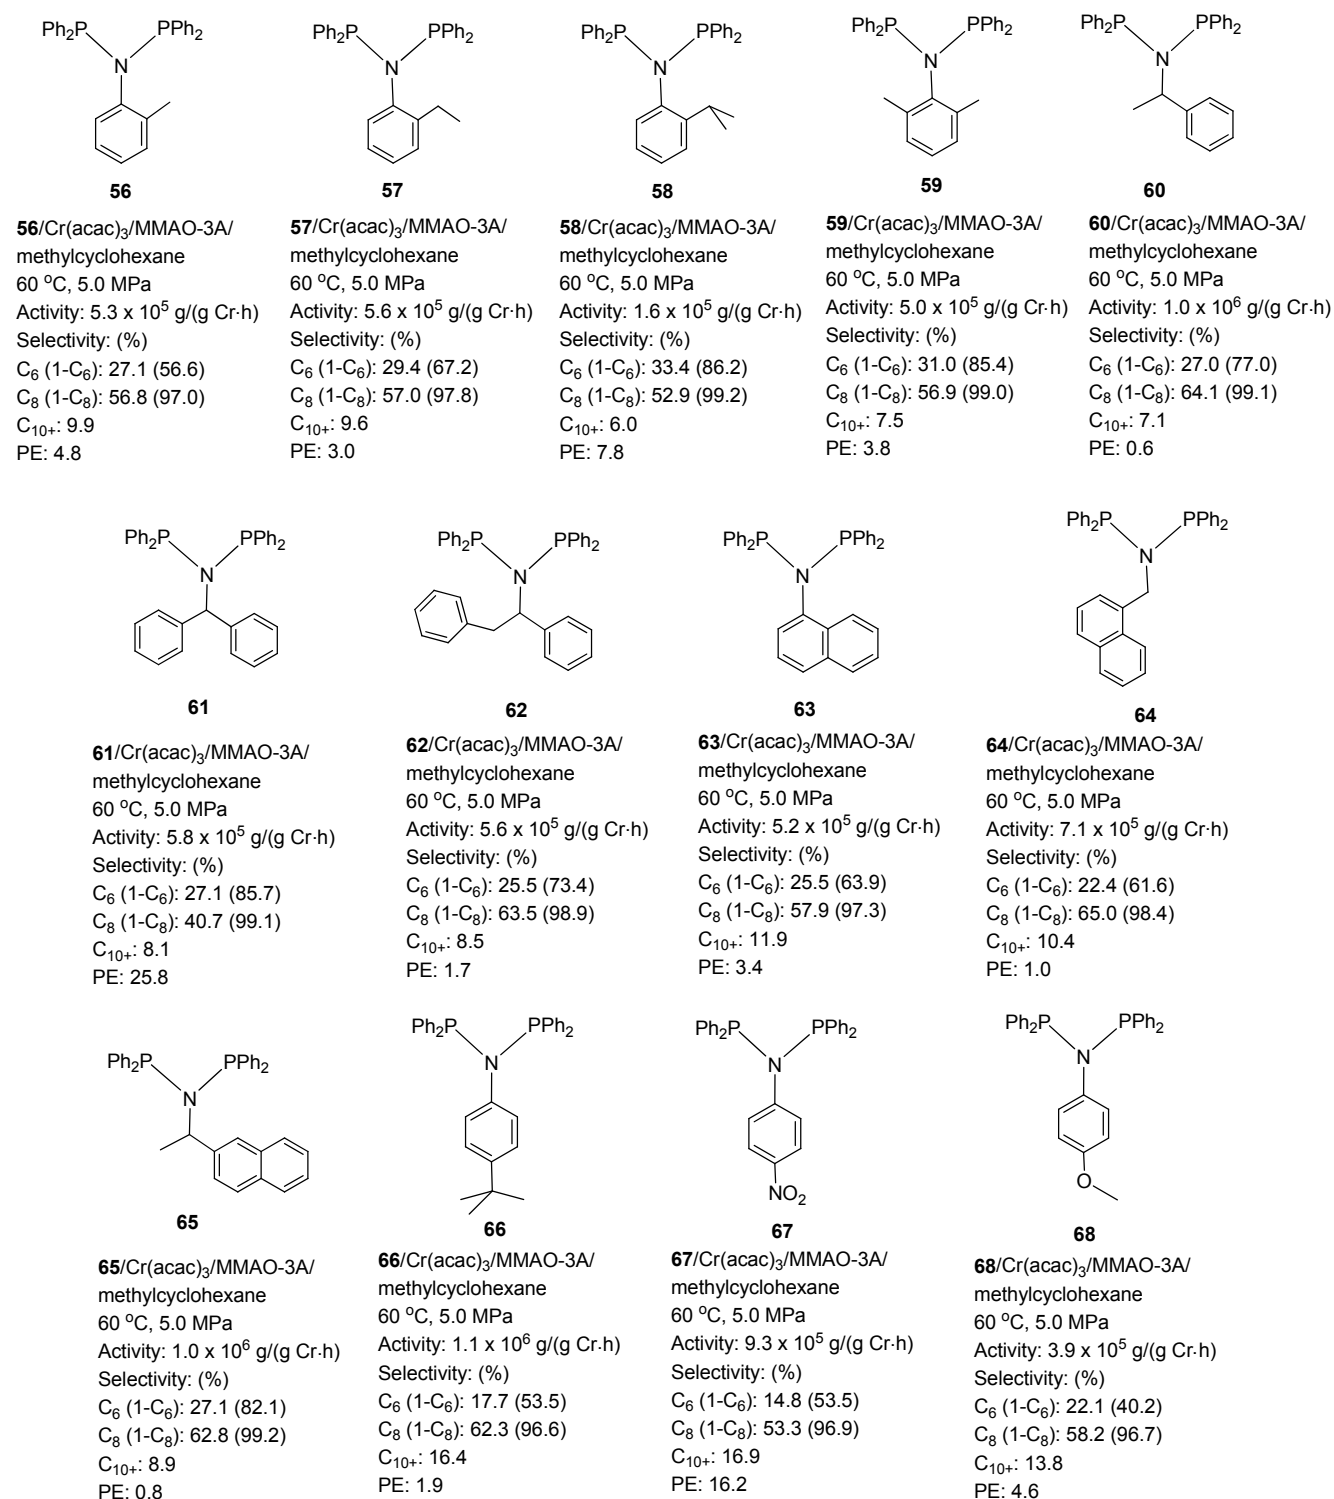 Ph2P PPh2
N
56
56/Cr(acac)3/MMAO-3A/
methylcyclohexane
60 °C, 5.0 MPa
Activity: 5.3 x 10^5 g/(g Cr·h)
Selectivity: (%)
C6 (1-C6): 27.1 (56.6)
C8 (1-C8): 56.8 (97.0)
C10+: 9.9
PE: 4.8
Ph2P PPh2
N
57
57/Cr(acac)3/MMAO-3A/
methylcyclohexane
60 °C, 5.0 MPa
Activity: 5.6 x 10^5 g/(g Cr·h)
Selectivity: (%)
C6 (1-C6): 29.4 (67.2)
C8 (1-C8): 57.0 (97.8)
C10+: 9.6
PE: 3.0
Ph2P PPh2
N
58
58/Cr(acac)3/MMAO-3A/
methylcyclohexane
60 °C, 5.0 MPa
Activity: 1.6 x 10^5 g/(g Cr·h)
Selectivity: (%)
C6 (1-C6): 33.4 (86.2)
C8 (1-C8): 52.9 (99.2)
C10+: 6.0
PE: 7.8
Ph2P PPh2
N
59
59/Cr(acac)3/MMAO-3A/
methylcyclohexane
60 °C, 5.0 MPa
Activity: 5.0 x 10^5 g/(g Cr·h)
Selectivity: (%)
C6 (1-C6): 31.0 (85.4)
C8 (1-C8): 56.9 (99.0)
C10+: 7.5
PE: 3.8
Ph2P PPh2
N
60
60/Cr(acac)3/MMAO-3A/
methylcyclohexane
60 °C, 5.0 MPa
Activity: 1.0 x 10^6 g/(g Cr·h)
Selectivity: (%)
C6 (1-C6): 27.0 (77.0)
C8 (1-C8): 64.1 (99.1)
C10+: 7.1
PE: 0.6
Ph2P PPh2
N
61
61/Cr(acac)3/MMAO-3A/
methylcyclohexane
60 °C, 5.0 MPa
Activity: 5.8 x 10^5 g/(g Cr·h)
Selectivity: (%)
C6 (1-C6): 27.1 (85.7)
C8 (1-C8): 40.7 (99.1)
C10+: 8.1
PE: 25.8
Ph2P PPh2
N
62
62/Cr(acac)3/MMAO-3A/
methylcyclohexane
60 °C, 5.0 MPa
Activity: 5.6 x 10^5 g/(g Cr·h)
Selectivity: (%)
C6 (1-C6): 25.5 (73.4)
C8 (1-C8): 63.5 (98.9)
C10+: 8.5
PE: 1.7
Ph2P PPh2
N
63
63/Cr(acac)3/MMAO-3A/
methylcyclohexane
60 °C, 5.0 MPa
Activity: 5.2 x 10^5 g/(g Cr·h)
Selectivity: (%)
C6 (1-C6): 25.5 (63.9)
C8 (1-C8): 57.9 (97.3)
C10+: 11.9
PE: 3.4
Ph2P PPh2
N
64
64/Cr(acac)3/MMAO-3A/
methylcyclohexane
60 °C, 5.0 MPa
Activity: 7.1 x 10^5 g/(g Cr·h)
Selectivity: (%)
C6 (1-C6): 22.4 (61.6)
C8 (1-C8): 65.0 (98.4)
C10+: 10.4
PE: 1.0
Ph2P PPh2
N
65
65/Cr(acac)3/MMAO-3A/
methylcyclohexane
60 °C, 5.0 MPa
Activity: 1.0 x 10^6 g/(g Cr·h)
Selectivity: (%)
C6 (1-C6): 27.1 (82.1)
C8 (1-C8): 62.8 (99.2)
C10+: 8.9
PE: 0.8
Ph2P PPh2
N
66
66/Cr(acac)3/MMAO-3A/
methylcyclohexane
60 °C, 5.0 MPa
Activity: 1.1 x 10^6 g/(g Cr·h)
Selectivity: (%)
C6 (1-C6): 17.7 (53.5)
C8 (1-C8): 62.3 (96.6)
C10+: 16.4
PE: 1.9
Ph2P PPh2
N
NO2
67
67/Cr(acac)3/MMAO-3A/
methylcyclohexane
60 °C, 5.0 MPa
Activity: 9.3 x 10^5 g/(g Cr·h)
Selectivity: (%)
C6 (1-C6): 14.8 (53.5)
C8 (1-C8): 53.3 (96.9)
C10+: 16.9
PE: 16.2
Ph2P PPh2
N
O
68
68/Cr(acac)3/MMAO-3A/
methylcyclohexane
60 °C, 5.0 MPa
Activity: 3.9 x 10^5 g/(g Cr·h)
Selectivity: (%)
C6 (1-C6): 22.1 (40.2)
C8 (1-C8): 58.2 (96.7)
C10+: 13.8
PE: 4.6